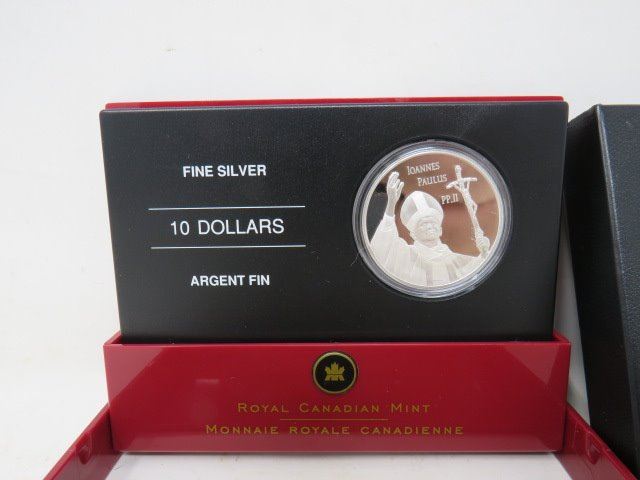 FINE SILVER
10 DOLLARS
ARGENT FIN
IOANNES
PAULUS
PP.II
ROYAL CANADIAN MINT
MONNAIE ROYALE CANADIENNE